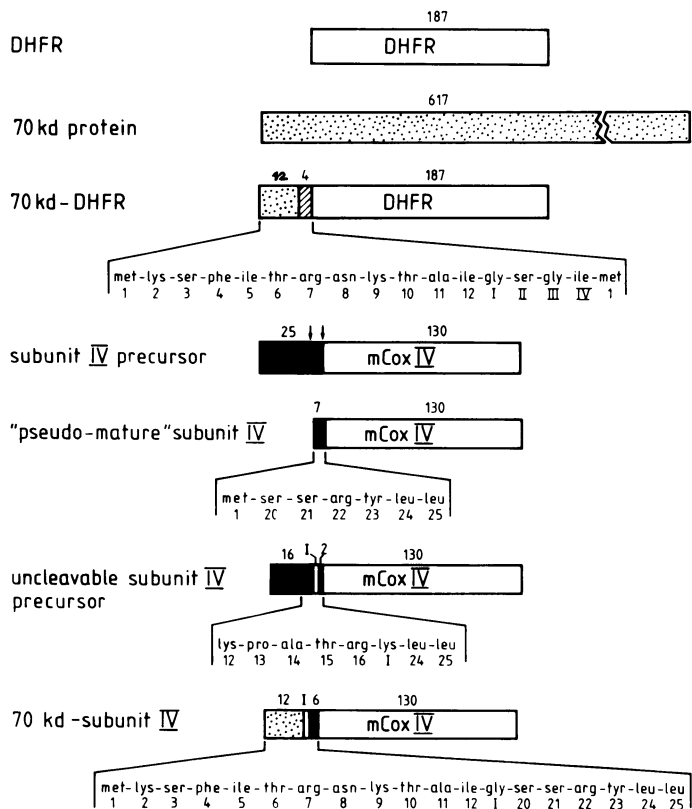 187
DHFR DHFR
617
70 kd protein
12 4 187
70 kd-DHFR DHFR
met-lys-ser-phe-ile-thr-arg-asn-lys-thr-ala-ile-gly-ser-gly-ile-met
1 2 3 4 5 6 7 8 9 10 11 12 I II III IV 1
25 130
subunit IV precursor mCox IV
7 130
"pseudo-mature" subunit IV mCox IV
met-ser-ser-arg-tyr-leu-leu
1 20 21 22 23 24 25
16 I 2 130
uncleavable subunit IV mCox IV
precursor
lys-pro-ala-thr-arg-lys-leu-leu
12 13 14 15 16 I 24 25
12 I 6 130
70 kd-subunit IV mCox IV
met-lys-ser-phe-ile-thr-arg-asn-lys-thr-ala-ile-gly-ser-ser-arg-tyr-leu-leu
1 2 3 4 5 6 7 8 9 10 11 12 I 20 21 22 23 24 25